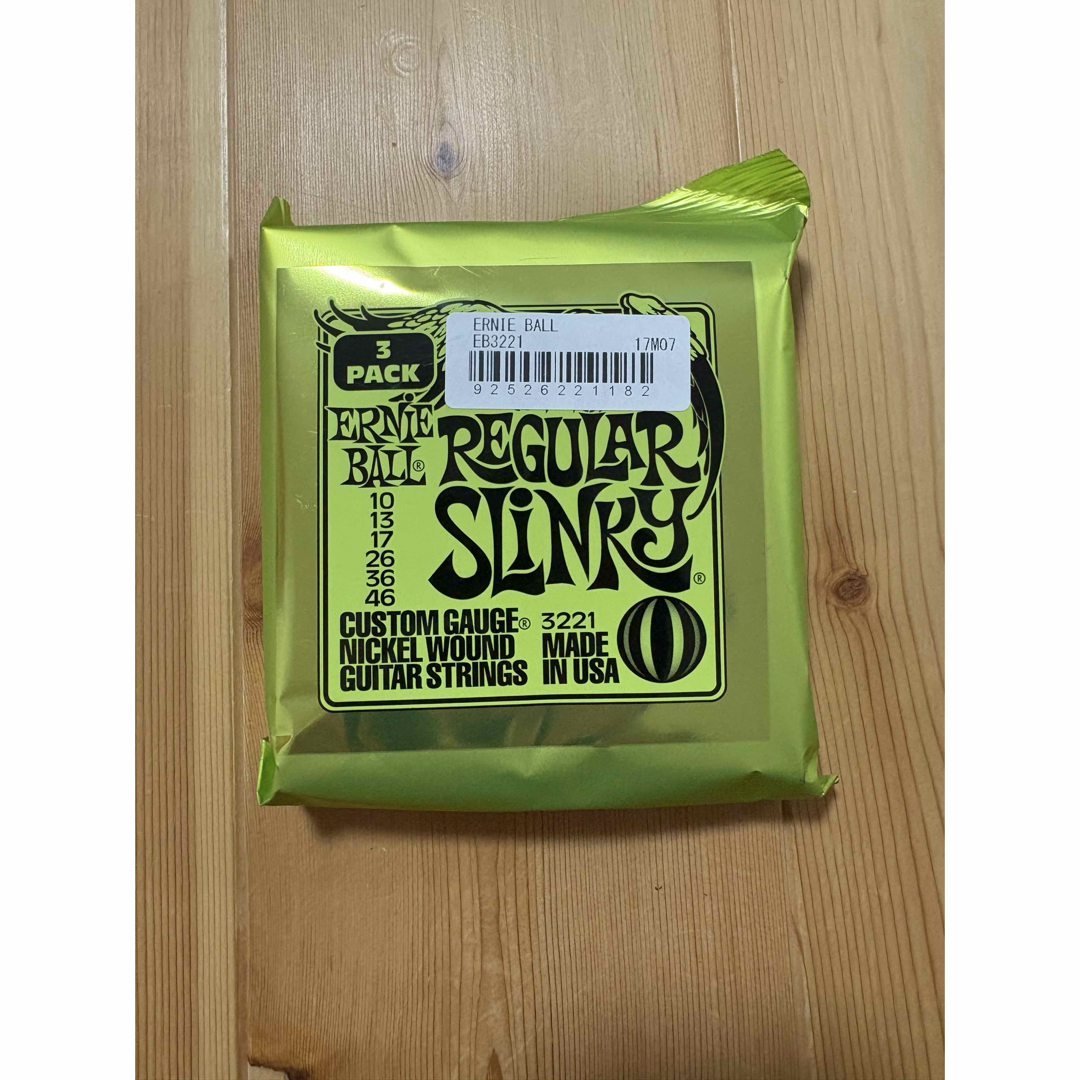 ERNIE BALL
EB3221 17M07
92526221182
3
PACK
ERNiE
BALL®
REGULAR
SLiNKY®
10
13
17
26
36
46
CUSTOM GAUGE®
NICKEL WOUND
GUITAR STRINGS
3221
MADE
IN USA